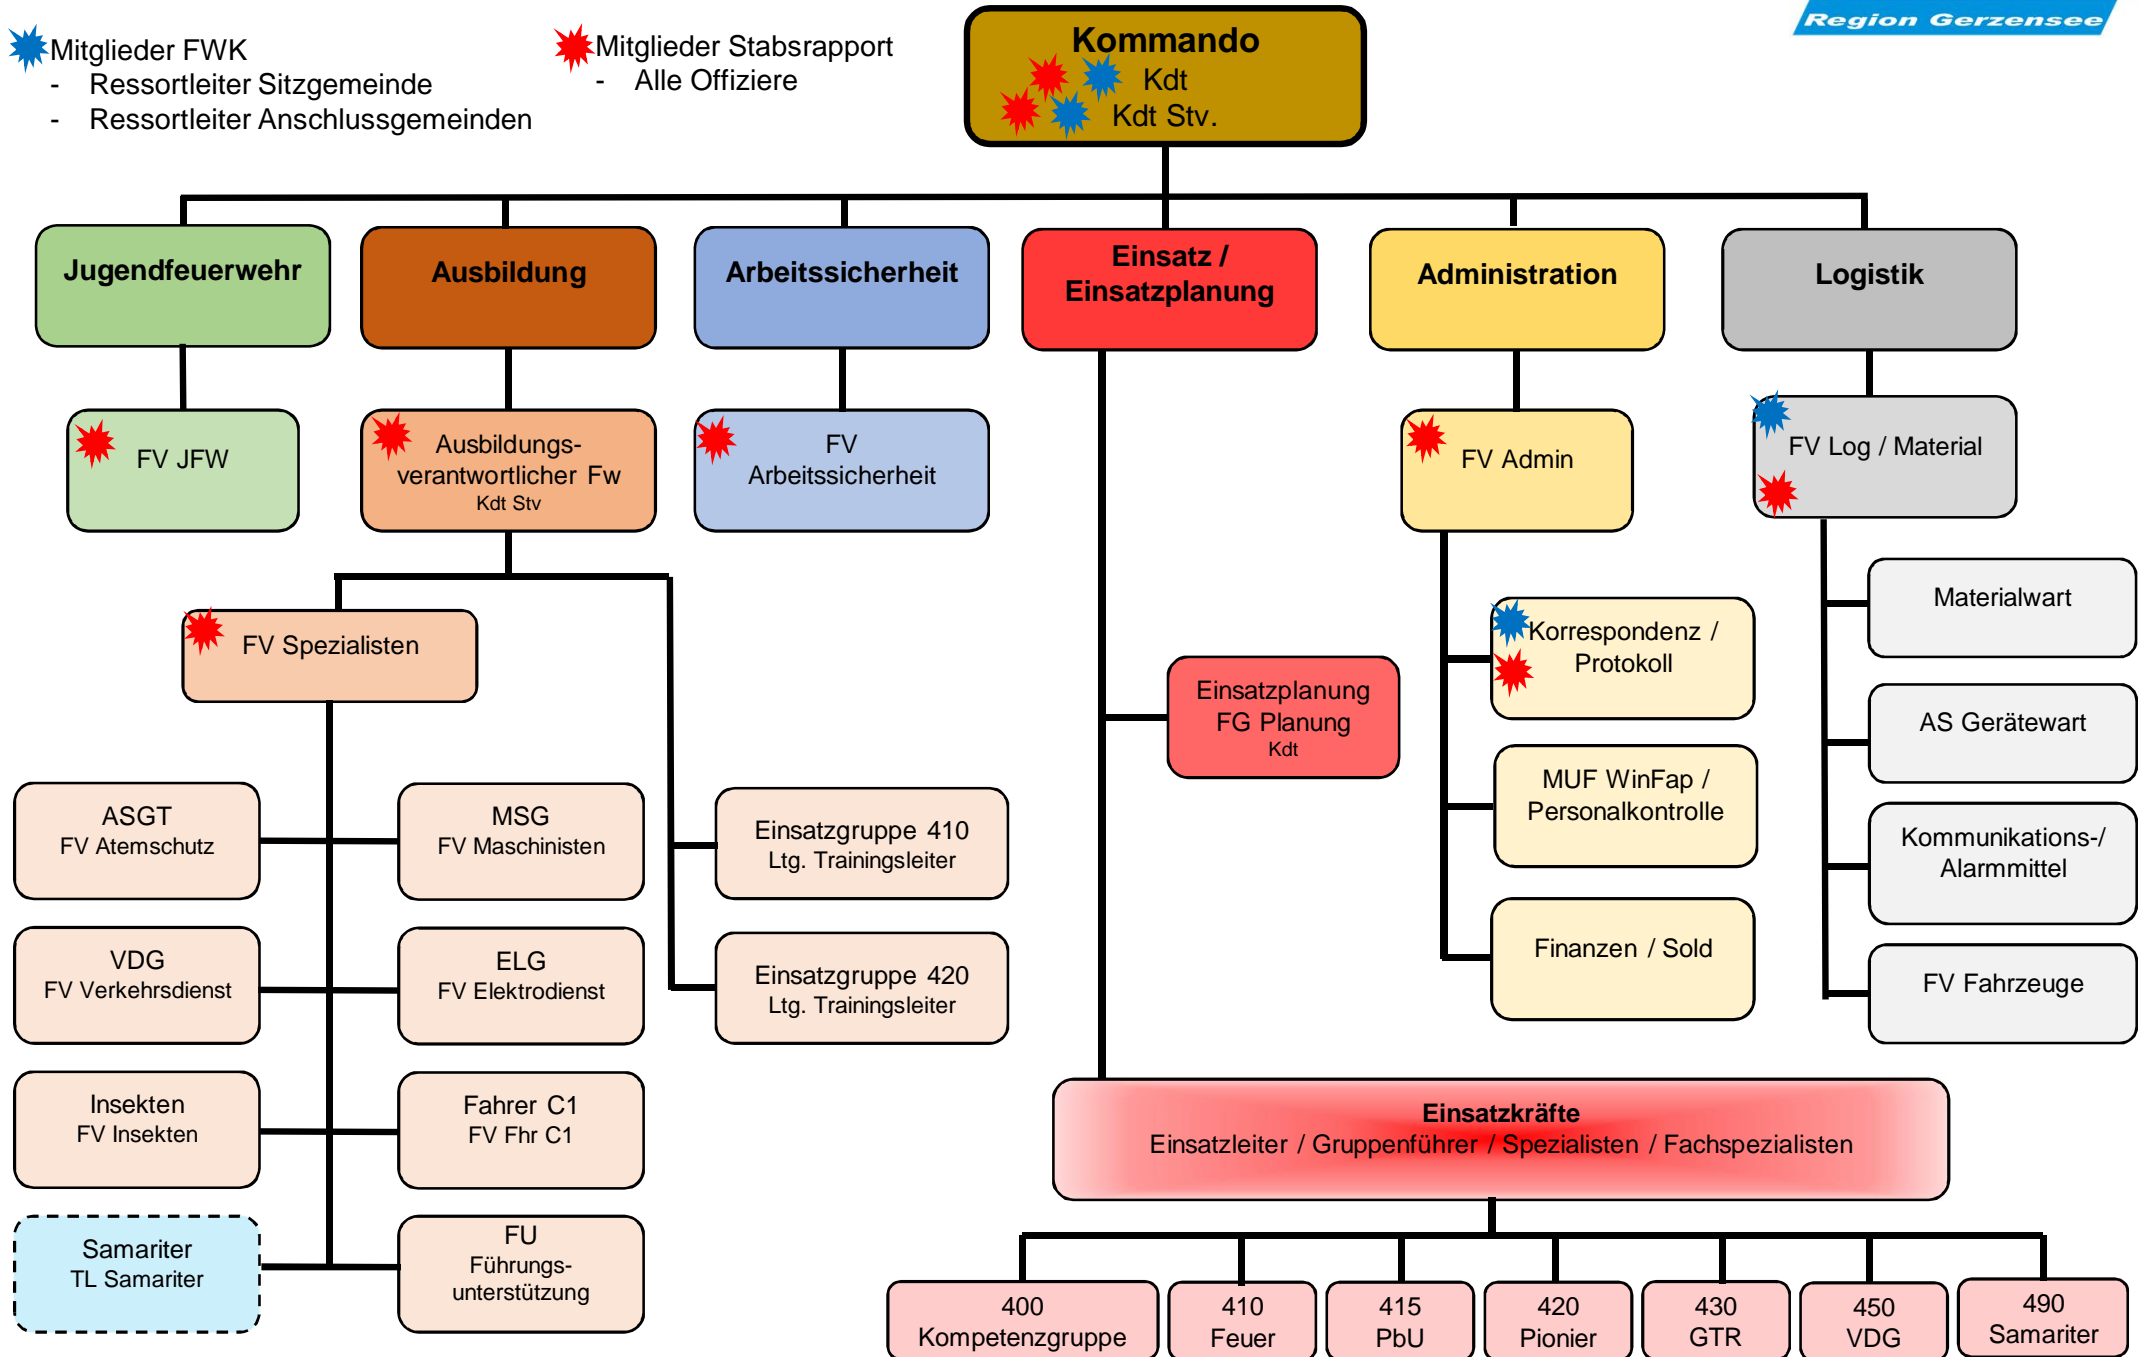 Region Gerzensee
Mitglieder FWK
- Ressortleiter Sitzgemeinde
- Ressortleiter Anschlussgemeinden
Mitglieder Stabsrapport
- Alle Offiziere
Kommando
Kdt
Kdt Stv.
Jugendfeuerwehr
Ausbildung
Arbeitssicherheit
Einsatz /
Einsatzplanung
Administration
Logistik
FV JFW
Ausbildungs-
verantwortlicher Fw
Kdt Stv
FV
Arbeitssicherheit
FV Admin
FV Log / Material
FV Spezialisten
Einsatzplanung
FG Planung
Kdt
Korrespondenz /
Protokoll
MUF WinFap /
Personalkontrolle
Finanzen / Sold
Materialwart
AS Gerätewart
Kommunikations-/
Alarmmittel
FV Fahrzeuge
ASGT
FV Atemschutz
MSG
FV Maschinisten
Einsatzgruppe 410
Ltg. Trainingsleiter
VDG
FV Verkehrsdienst
ELG
FV Elektrodienst
Einsatzgruppe 420
Ltg. Trainingsleiter
Insekten
FV Insekten
Fahrer C1
FV Fhr C1
Samariter
TL Samariter
FU
Führungs-
unterstützung
Einsatzkräfte
Einsatzleiter / Gruppenführer / Spezialisten / Fachspezialisten
400
Kompetenzgruppe
410
Feuer
415
PbU
420
Pionier
430
GTR
450
VDG
490
Samariter